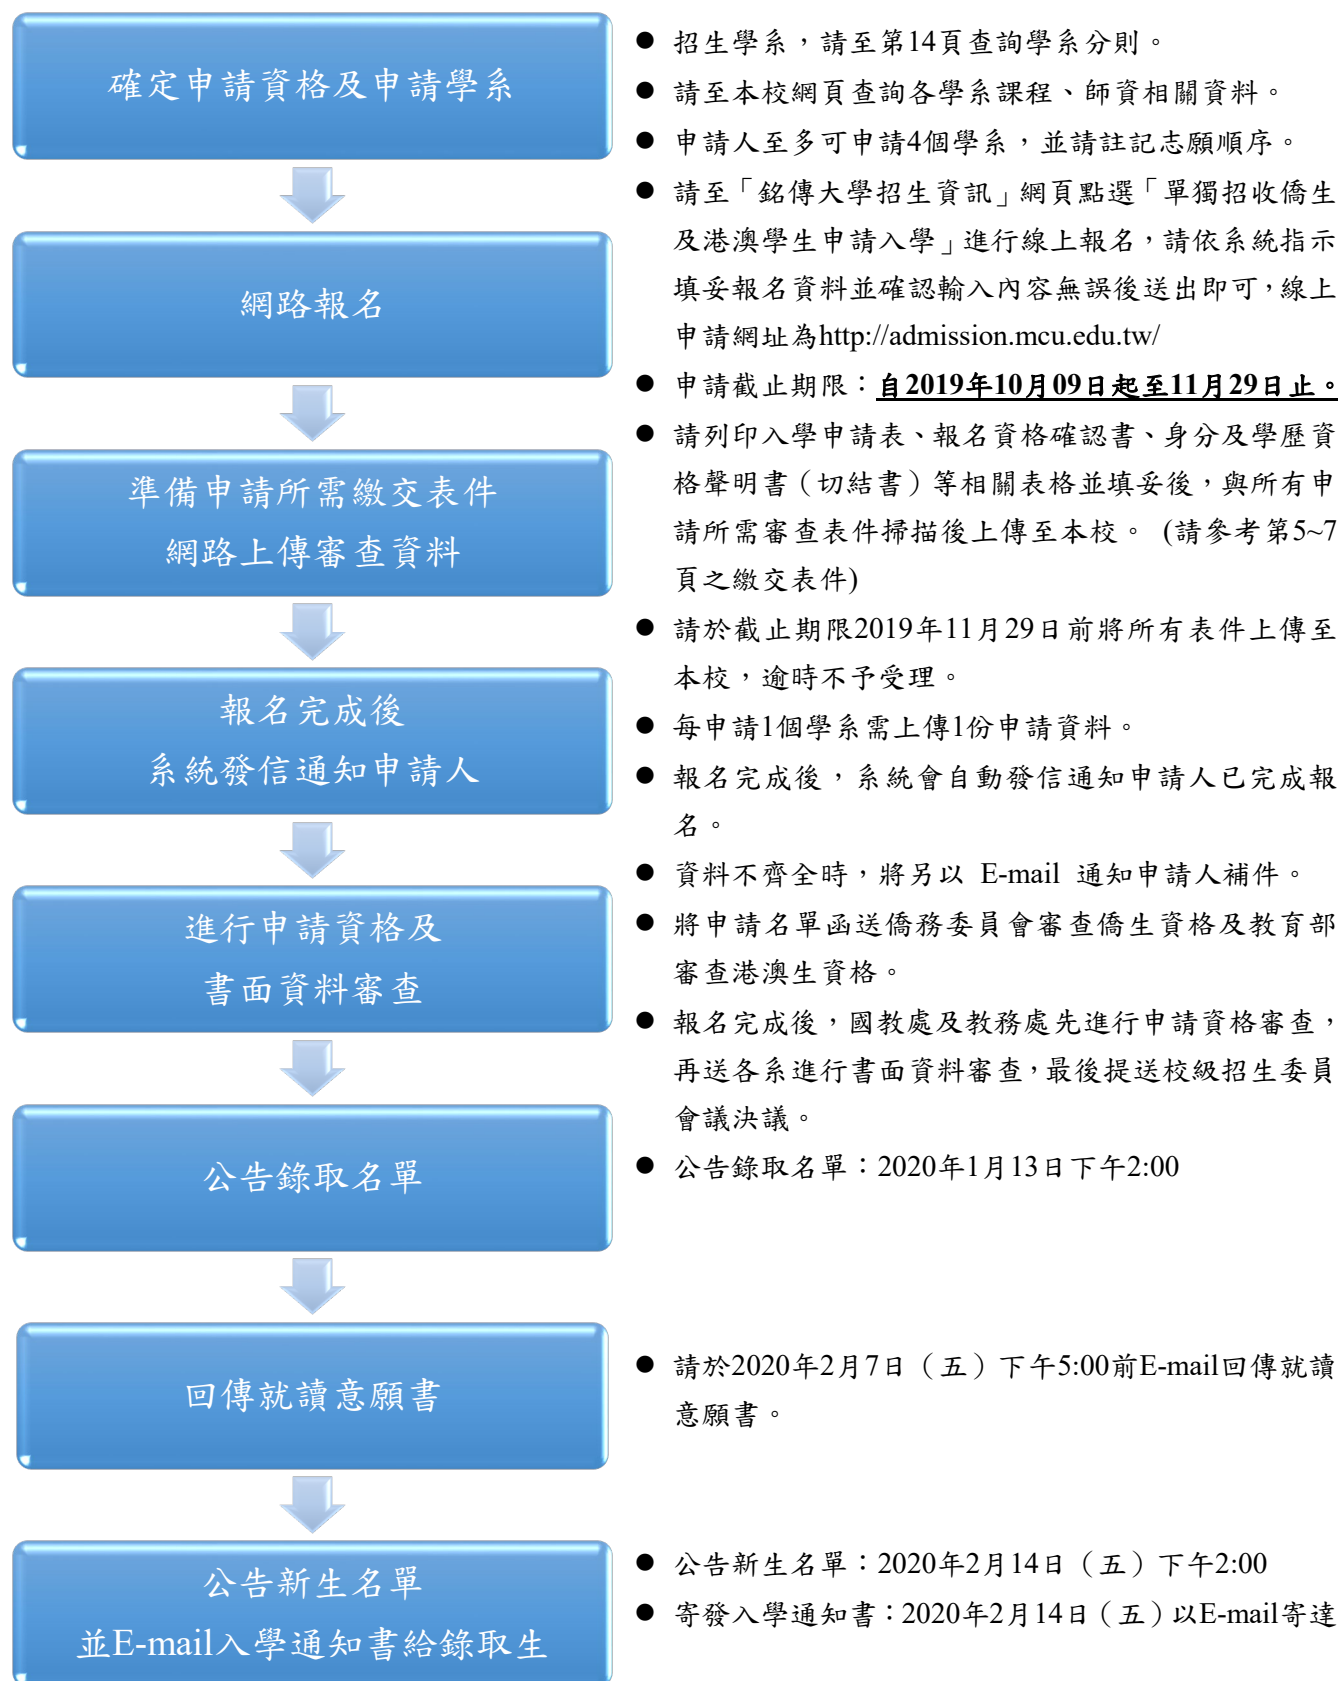 確定申請資格及申請學系
● 招生學系，請至第14頁查詢學系分則。
● 請至本校網頁查詢各學系課程、師資相關資料。
● 申請人至多可申請4個學系，並請註記志願順序。
網路報名
● 請至「銘傳大學招生資訊」網頁點選「單獨招收僑生
及港澳學生申請入學」進行線上報名，請依系統指示
填妥報名資料並確認輸入內容無誤後送出即可，線上
申請網址為http://admission.mcu.edu.tw/
● 申請截止期限：自2019年10月09日起至11月29日止。
準備申請所需繳交表件
網路上傳審查資料
● 請列印入學申請表、報名資格確認書、身分及學歷資
格聲明書（切結書）等相關表格並填妥後，與所有申
請所需審查表件掃描後上傳至本校。 (請參考第5~7
頁之繳交表件)
● 請於截止期限2019年11月29日前將所有表件上傳至
本校，逾時不予受理。
● 每申請1個學系需上傳1份申請資料。
報名完成後
系統發信通知申請人
● 報名完成後，系統會自動發信通知申請人已完成報
名。
● 資料不齊全時，將另以 E-mail 通知申請人補件。
進行申請資格及
書面資料審查
● 將申請名單函送僑務委員會審查僑生資格及教育部
審查港澳生資格。
● 報名完成後，國教處及教務處先進行申請資格審查，
再送各系進行書面資料審查，最後提送校級招生委員
會議決議。
公告錄取名單
● 公告錄取名單：2020年1月13日下午2:00
回傳就讀意願書
● 請於2020年2月7日（五）下午5:00前E-mail回傳就讀
意願書。
公告新生名單
並E-mail入學通知書給錄取生
● 公告新生名單：2020年2月14日（五）下午2:00
● 寄發入學通知書：2020年2月14日（五）以E-mail寄達